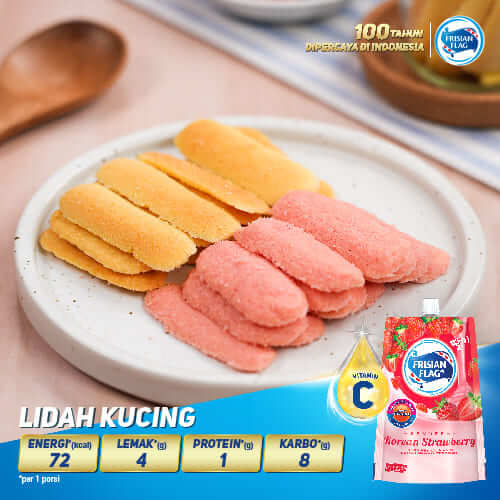 100 TAHUN
DIPERCAYA DI INDONESIA
FRISIAN
FLAG
LIDAH KUCING
ENERGI*(kcal)
72
LEMAK*(g)
4
PROTEIN*(g)
1
KARBO*(g)
8
*per 1 porsi
VITAMIN
C
FRISIAN
FLAG
Korean Strawberry